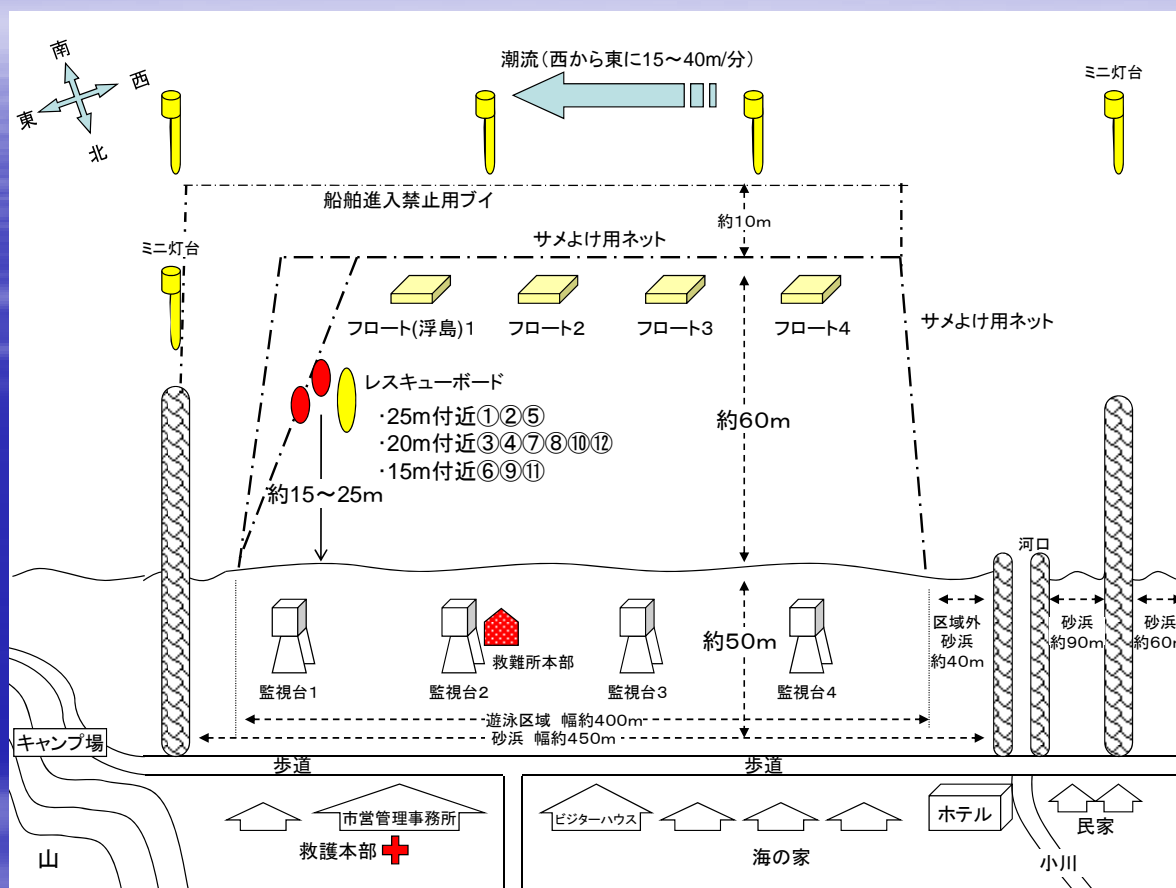 南
西
東
北
潮流(西から東に15～40m/分)
ミニ灯台
船舶進入禁止用ブイ
約10m
サメよけ用ネット
ミニ灯台
フロート(浮島)1
フロート2
フロート3
フロート4
サメよけ用ネット
レスキューボード
・25m付近①②⑤
・20m付近③④⑦⑧⑩⑫
・15m付近⑥⑨⑪
約60m
約15～25m
河口
監視台1
監視台2
救難所本部
監視台3
監視台4
約50m
区域外
砂浜
約40m
砂浜
約90m
砂浜
約60m
遊泳区域 幅約400m
砂浜 幅約450m
キャンプ場
歩道
歩道
市営管理事務所
救護本部
ビジターハウス
海の家
ホテル
民家
小川
山